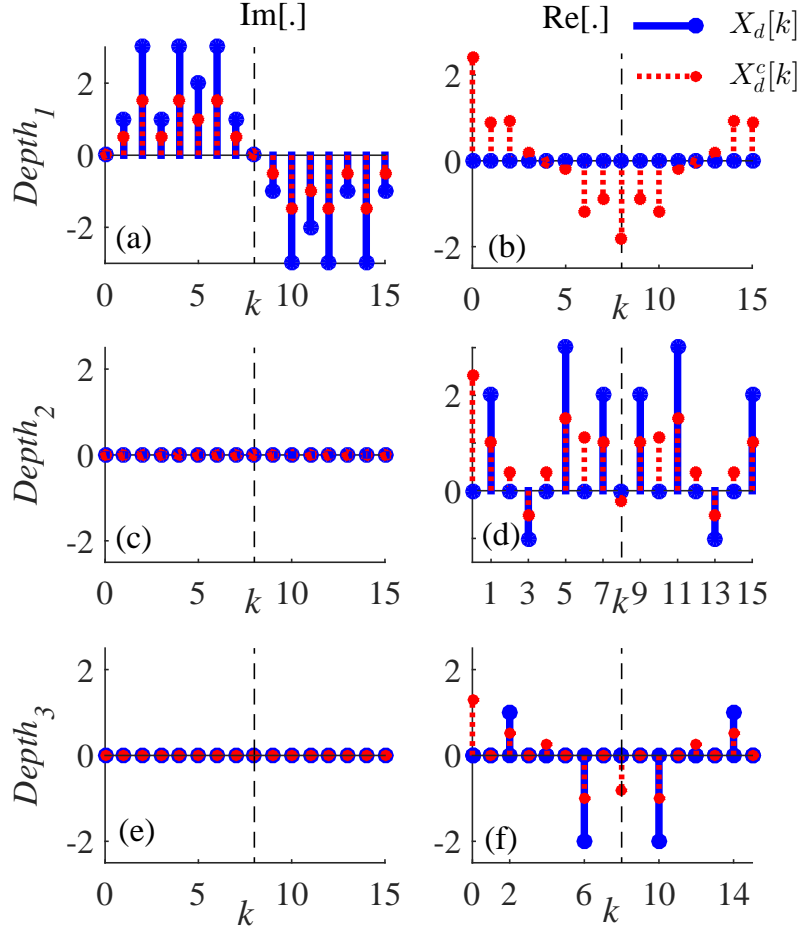 Im[.]
Re[.]
X_d[k]
X_d^c[k]
Depth_1
2
0
-2
(a)
0 5 10 15
k
2
0
-2
(b)
0 5 10 15
k
Depth_2
2
0
-2
(c)
0 5 10 15
k
2
0
-2
(d)
1 3 5 7 9 11 13 15
k
Depth_3
2
0
-2
(e)
0 5 10 15
k
2
0
-2
(f)
0 2 6 10 14
k